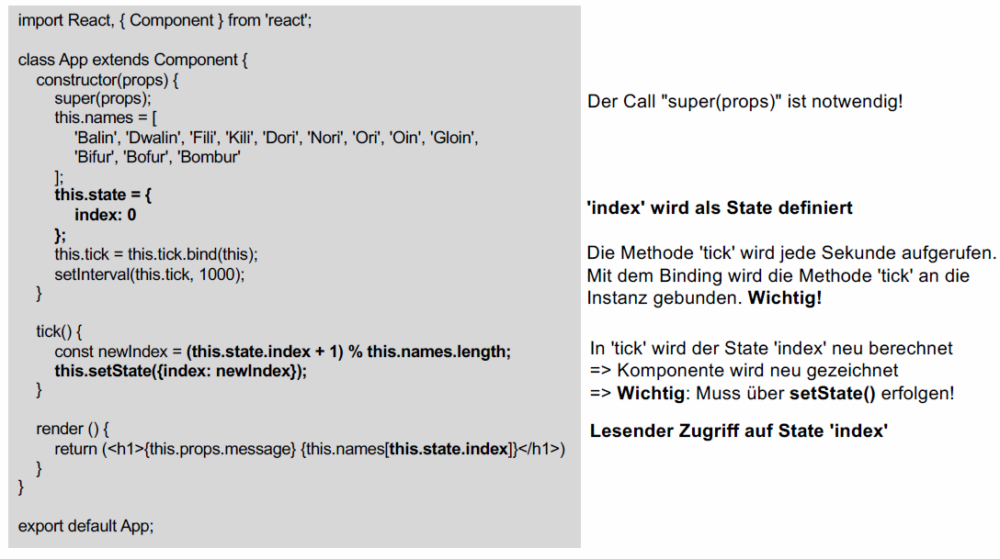 import React, { Component } from 'react';
class App extends Component {
constructor(props) {
super(props);
Der Call "super(props)" ist notwendig!
this.names = [
'Balin', 'Dwalin', 'Fili', 'Kili', 'Dori', 'Nori', 'Ori', 'Oin', 'Gloin',
'Bifur', 'Bofur', 'Bombur'
];
this.state = {
index: 0
};
'index' wird als State definiert
this.tick = this.tick.bind(this);
setInterval(this.tick, 1000);
}
Die Methode 'tick' wird jede Sekunde aufgerufen.
Mit dem Binding wird die Methode 'tick' an die
Instanz gebunden. Wichtig!
tick() {
const newIndex = (this.state.index + 1) % this.names.length;
this.setState({index: newIndex});
}
In 'tick' wird der State 'index' neu berechnet
=> Komponente wird neu gezeichnet
=> Wichtig: Muss über setState() erfolgen!
render () {
return (<h1>{this.props.message} {this.names[this.state.index]}</h1>)
}
}
Lesender Zugriff auf State 'index'
export default App;